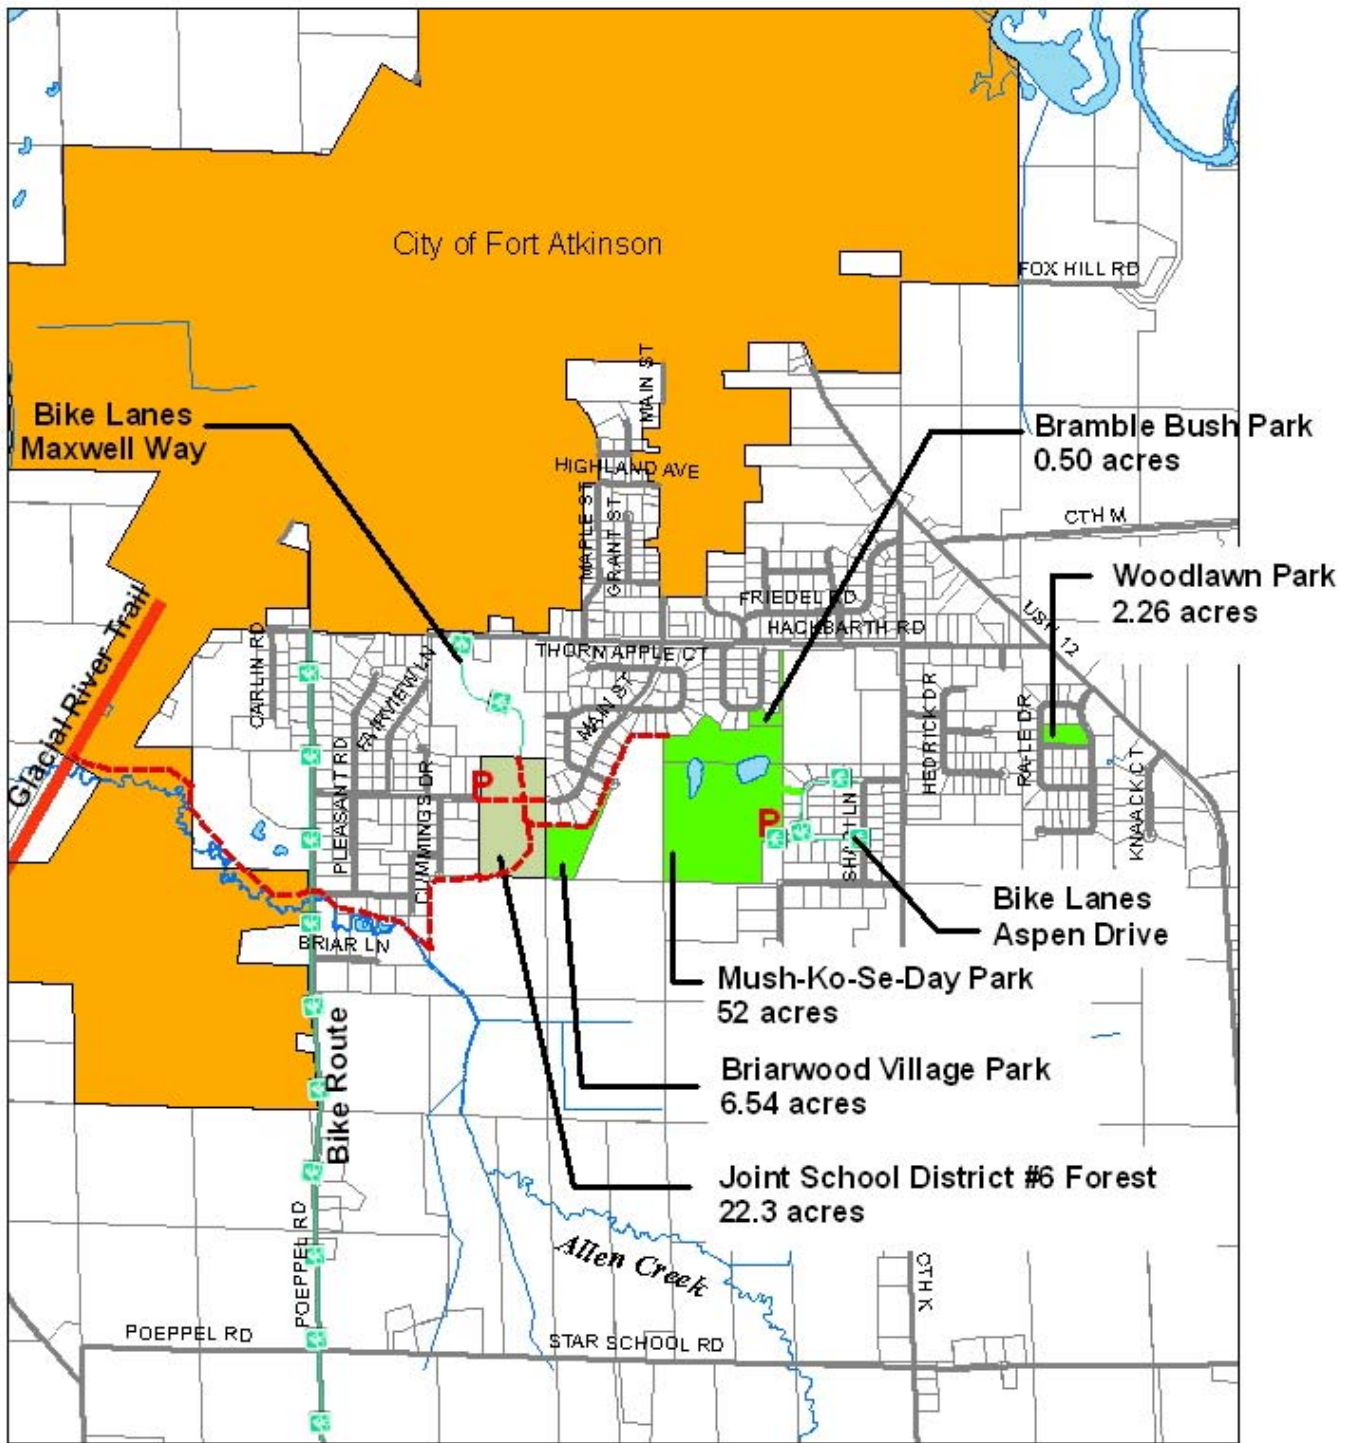 City of Fort Atkinson
FOX HILL RD
MAIN ST
Bike Lanes
Maxwell Way
Bramble Bush Park
0.50 acres
HIGHLAND AVE
MAPLE ST
GRANT ST
CTH M
Woodlawn Park
2.26 acres
FRIEDEL RD
HACKBARTH RD
USH 12
Glacial River Trail
CARLIN RD
FAIRVIEW LN
THORNAPPLE CT
MAIN ST
HEDRICK DR
KNAACK CT
PLEASANT RD
CUMMINGS DR
P
P
Bike Lanes
Aspen Drive
BRIAR LN
Mush-Ko-Se-Day Park
52 acres
Bike Route
Briarwood Village Park
6.54 acres
Joint School District #6 Forest
22.3 acres
POEPPEL RD
Allen Creek
CTH K
POEPPEL RD
STAR SCHOOL RD